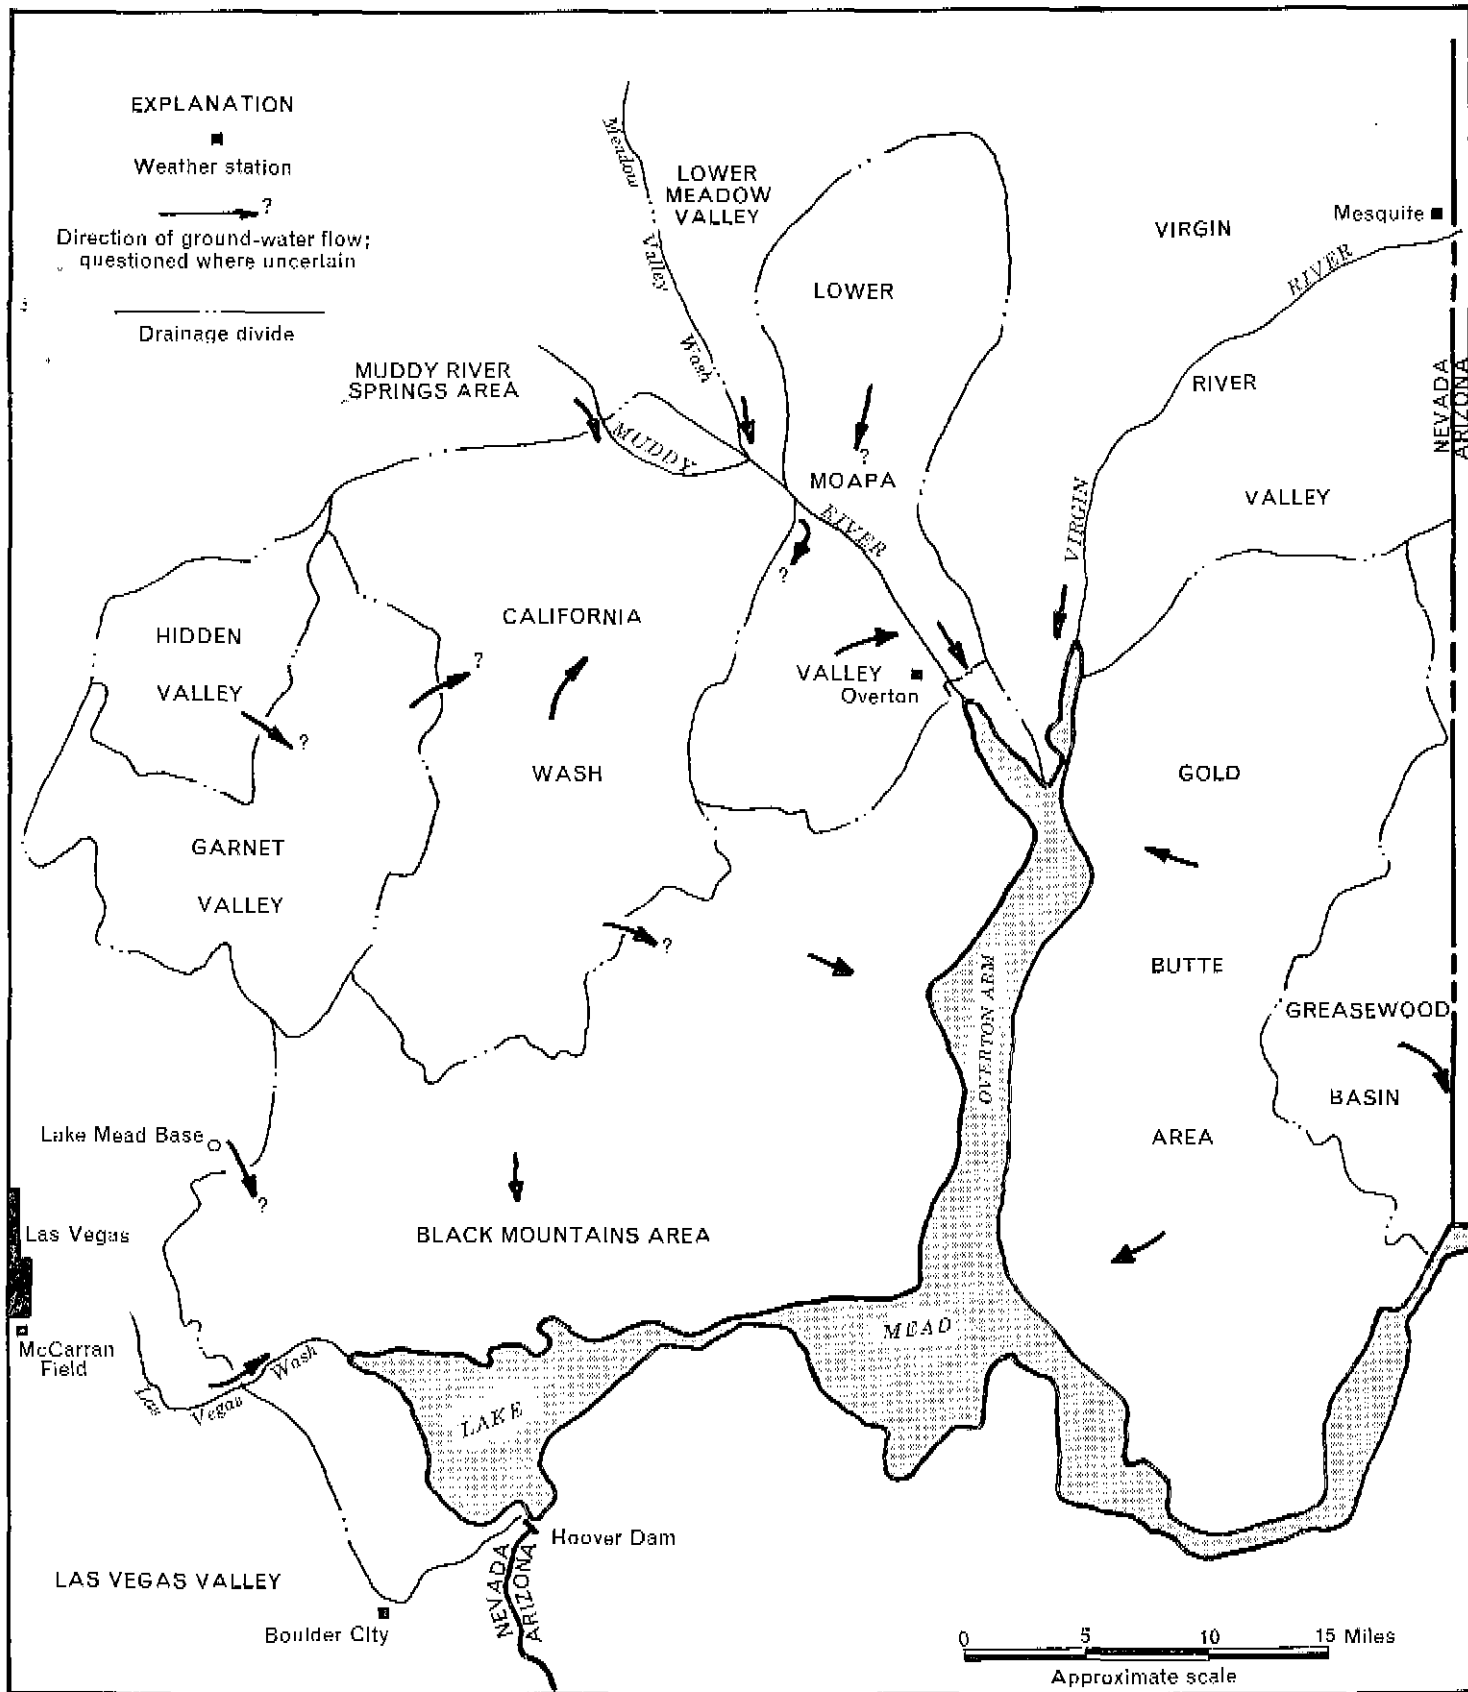 EXPLANATION
Weather station
?
Direction of ground-water flow;
questioned where uncertain
Drainage divide
Meadow
Valley
Wash
LOWER
MEADOW
VALLEY
VIRGIN
Mesquite
RIVER
LOWER
NEVADA
ARIZONA
MUDDY RIVER
SPRINGS AREA
RIVER
MUDDY
?
MOAPA
VALLEY
RIVER
VIRGIN
?
HIDDEN
CALIFORNIA
VALLEY
?
VALLEY
Overton
?
WASH
GOLD
GARNET
VALLEY
?
BUTTE
OVERTON ARM
GREASEWOOD
BASIN
Lake Mead Base
AREA
?
Las Vegas
BLACK MOUNTAINS AREA
McCarran
Field
MEAD
Las
Vegas
Wash
LAKE
Hoover Dam
NEVADA
ARIZONA
LAS VEGAS VALLEY
Boulder City
0 5 10 15 Miles
Approximate scale